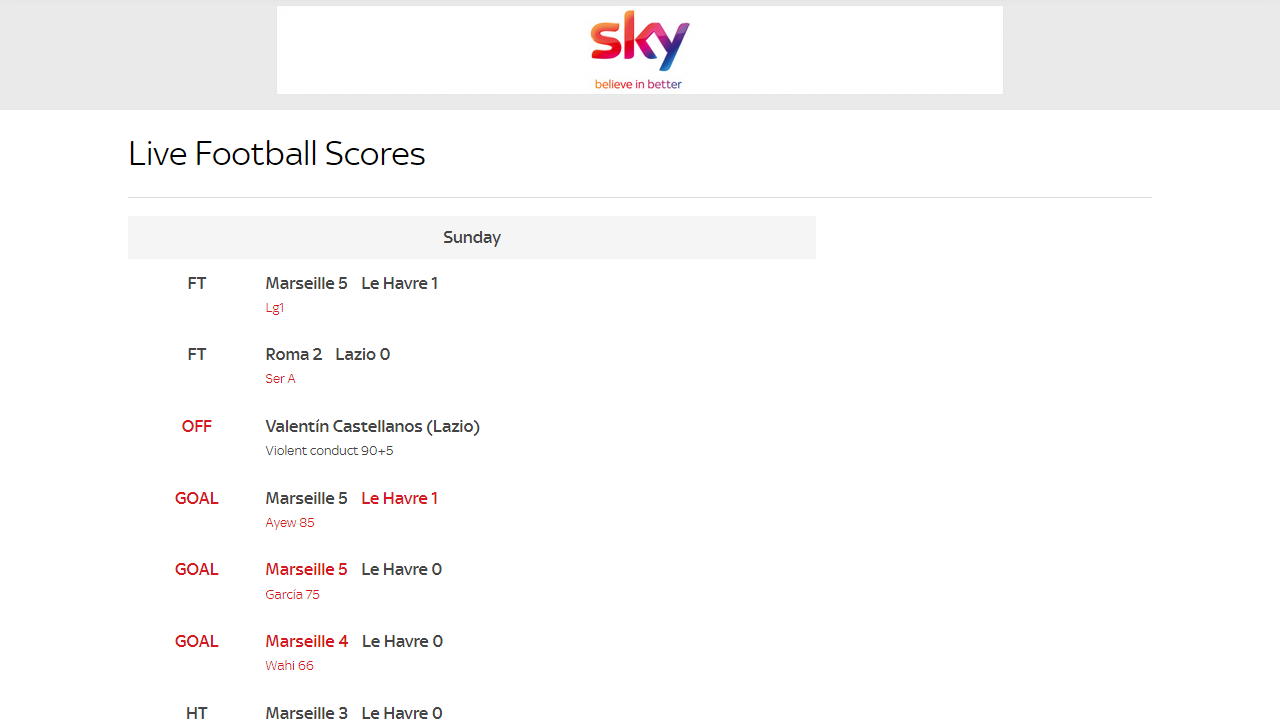 sky
believe in better
Live Football Scores
Sunday
FT Marseille 5 Le Havre 1
Lg1
FT Roma 2 Lazio 0
Ser A
OFF Valentín Castellanos (Lazio)
Violent conduct 90+5
GOAL Marseille 5 Le Havre 1
Ayew 85
GOAL Marseille 5 Le Havre 0
García 75
GOAL Marseille 4 Le Havre 0
Wahi 66
HT Marseille 3 Le Havre 0